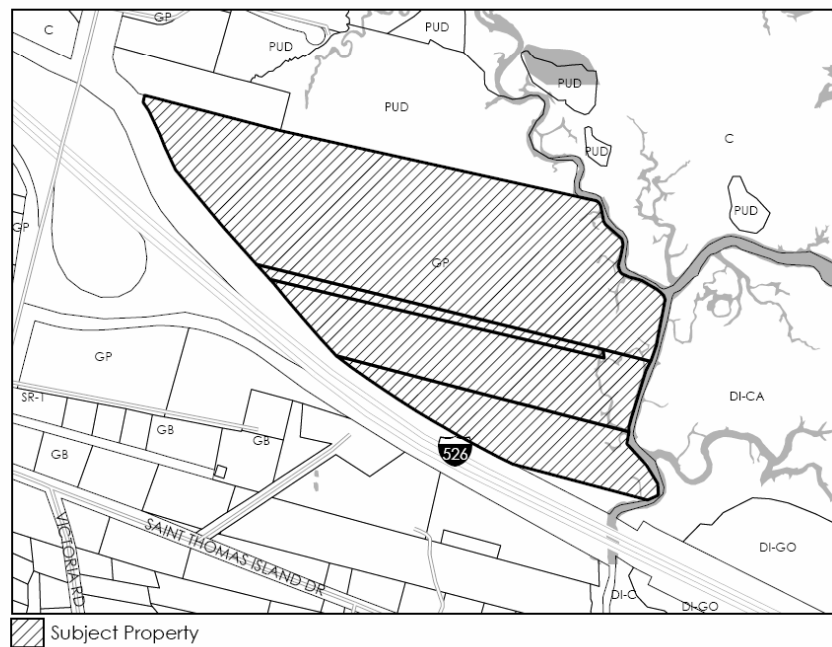 GP
C
PUD
PUD
PUD
PUD
C
PUD
PUD
GP
GP
GP
DI-CA
SR-1
GB
GB
GB
526
SAINT THOMAS ISLAND DR
VICTORIA RD
DI-GO
DI-C
DI-GO
Subject Property